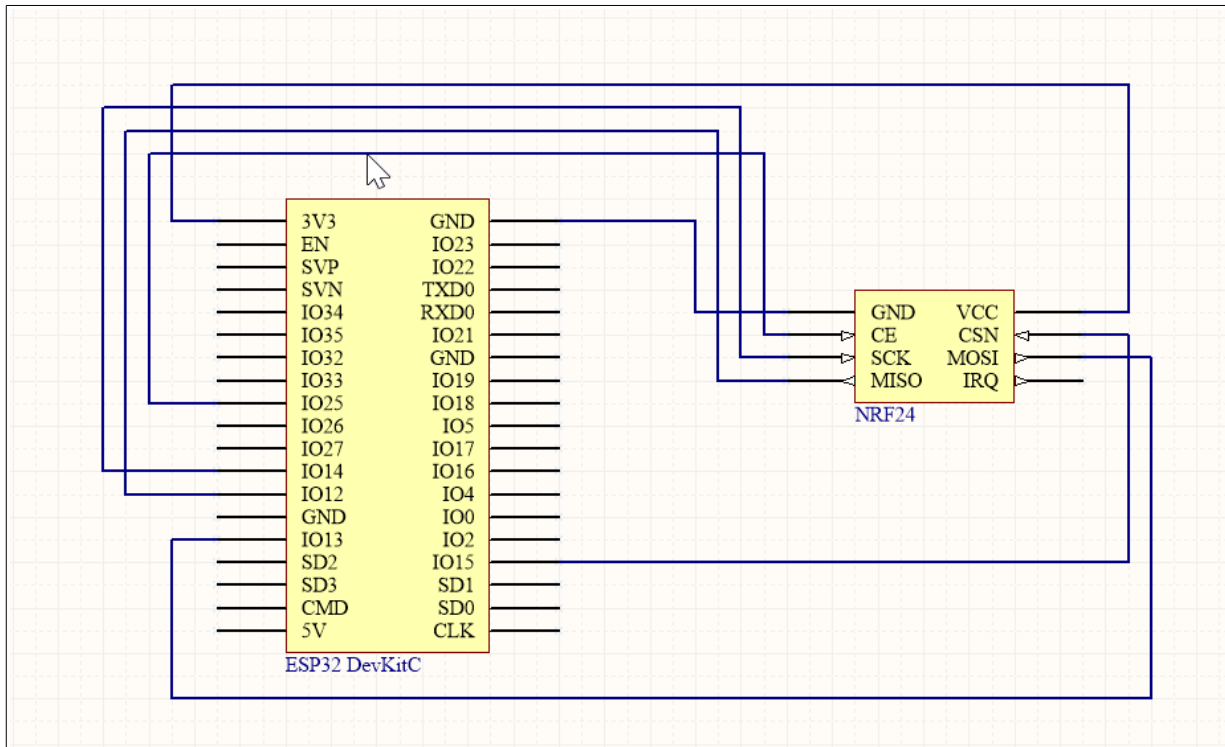 3V3 GND
EN IO23
SVP IO22
SVN TXD0
IO34 RXD0
IO35 IO21
IO32 GND
IO33 IO19
IO25 IO18
IO26 IO5
IO27 IO17
IO14 IO16
IO12 IO4
GND IO0
IO13 IO2
SD2 IO15
SD3 SD1
CMD SD0
5V CLK
ESP32 DevKitC
GND VCC
CE CSN
SCK MOSI
MISO IRQ
NRF24